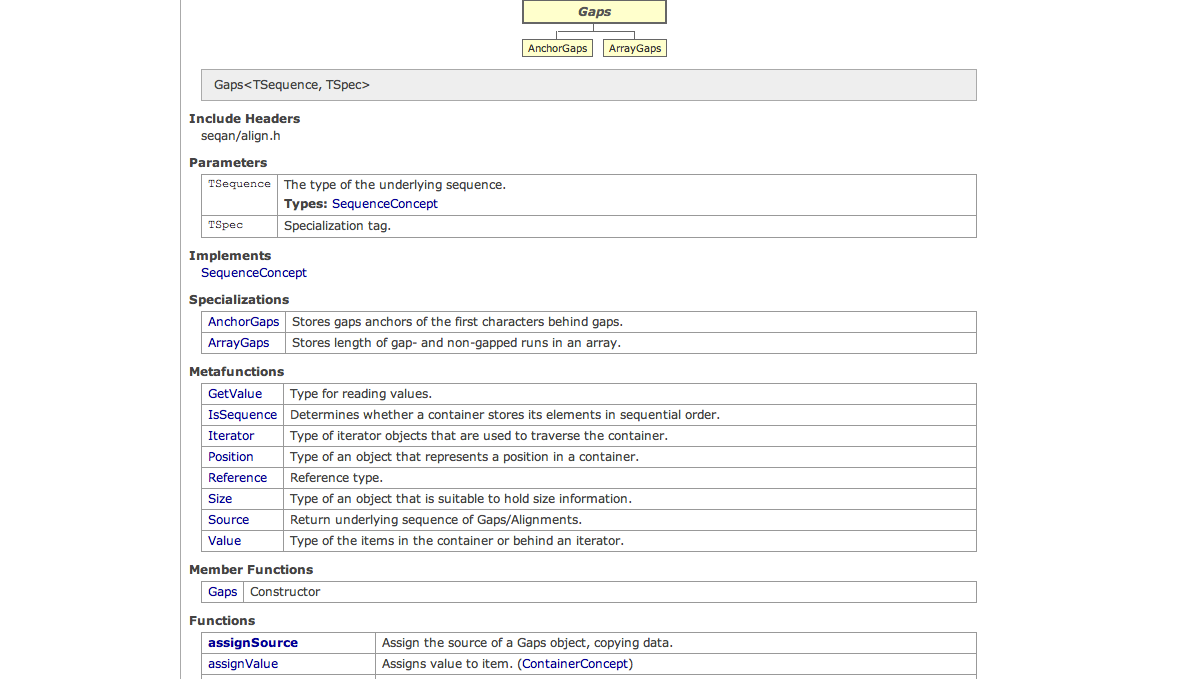 Gaps
AnchorGaps ArrayGaps
Gaps<TSequence, TSpec>
Include Headers
seqan/align.h
Parameters
TSequence The type of the underlying sequence.
Types: SequenceConcept
TSpec Specialization tag.
Implements
SequenceConcept
Specializations
AnchorGaps Stores gaps anchors of the first characters behind gaps.
ArrayGaps Stores length of gap- and non-gapped runs in an array.
Metafunctions
GetValue Type for reading values.
IsSequence Determines whether a container stores its elements in sequential order.
Iterator Type of iterator objects that are used to traverse the container.
Position Type of an object that represents a position in a container.
Reference Reference type.
Size Type of an object that is suitable to hold size information.
Source Return underlying sequence of Gaps/Alignments.
Value Type of the items in the container or behind an iterator.
Member Functions
Gaps Constructor
Functions
assignSource Assign the source of a Gaps object, copying data.
assignValue Assigns value to item. (ContainerConcept)